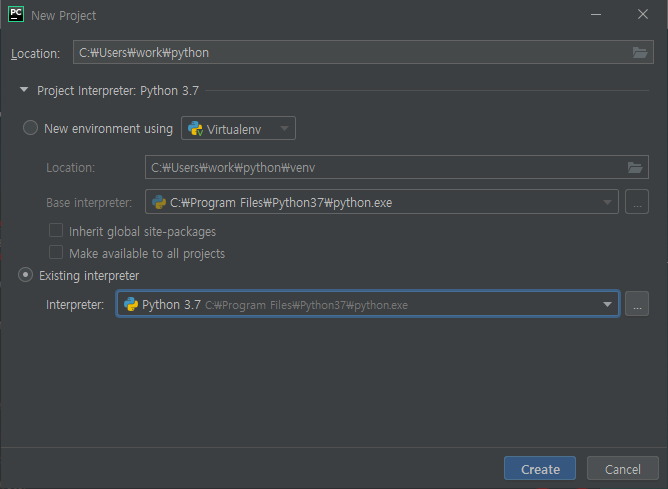 PC New Project
Location: C:₩Users₩work₩python
Project Interpreter: Python 3.7
New environment using Virtualenv
Location: C:₩Users₩work₩python₩venv
Base interpreter: C:₩Program Files₩Python37₩python.exe ...
Inherit global site-packages
Make available to all projects
Existing interpreter
Interpreter: Python 3.7 C:₩Program Files₩Python37₩python.exe ...
Create Cancel